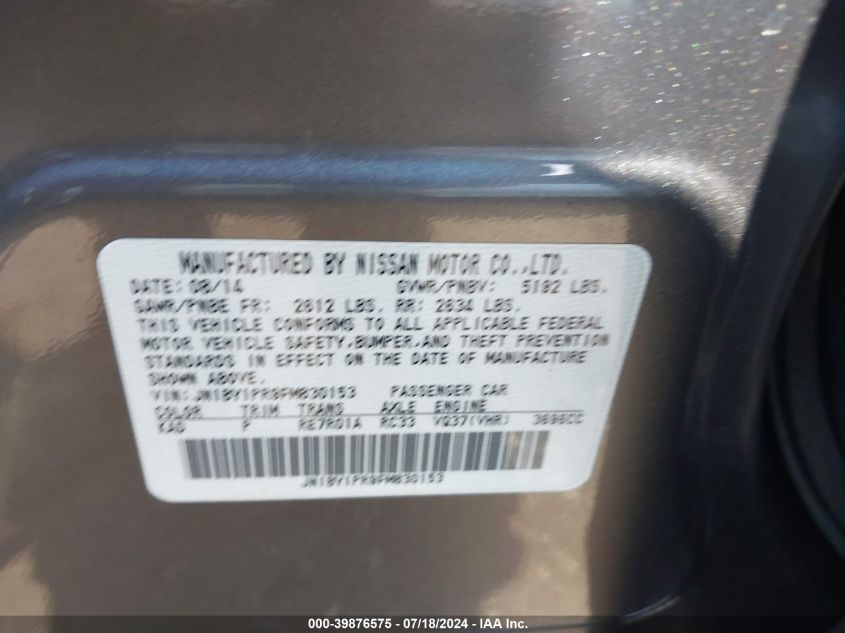 MANUFACTURED BY NISSAN MOTOR CO.,LTD.
DATE: 08/14 GVWR/PNBV: 5192 LBS.
GAWR/PNBE FR: 2612 LBS. RR: 2634 LBS.
THIS VEHICLE CONFORMS TO ALL APPLICABLE FEDERAL
MOTOR VEHICLE SAFETY,BUMPER,AND THEFT PREVENTION
STANDARDS IN EFFECT ON THE DATE OF MANUFACTURE
SHOWN ABOVE.
VIN: JN1BY1PR9FM830153 PASSENGER CAR
COLOR TRIM TRANS AXLE ENGINE
KAD P RE7R01A RC33 VQ37(VHR) 3696CC
JN1BY1PR9FM830153
000-39876575 - 07/18/2024 - IAA Inc.